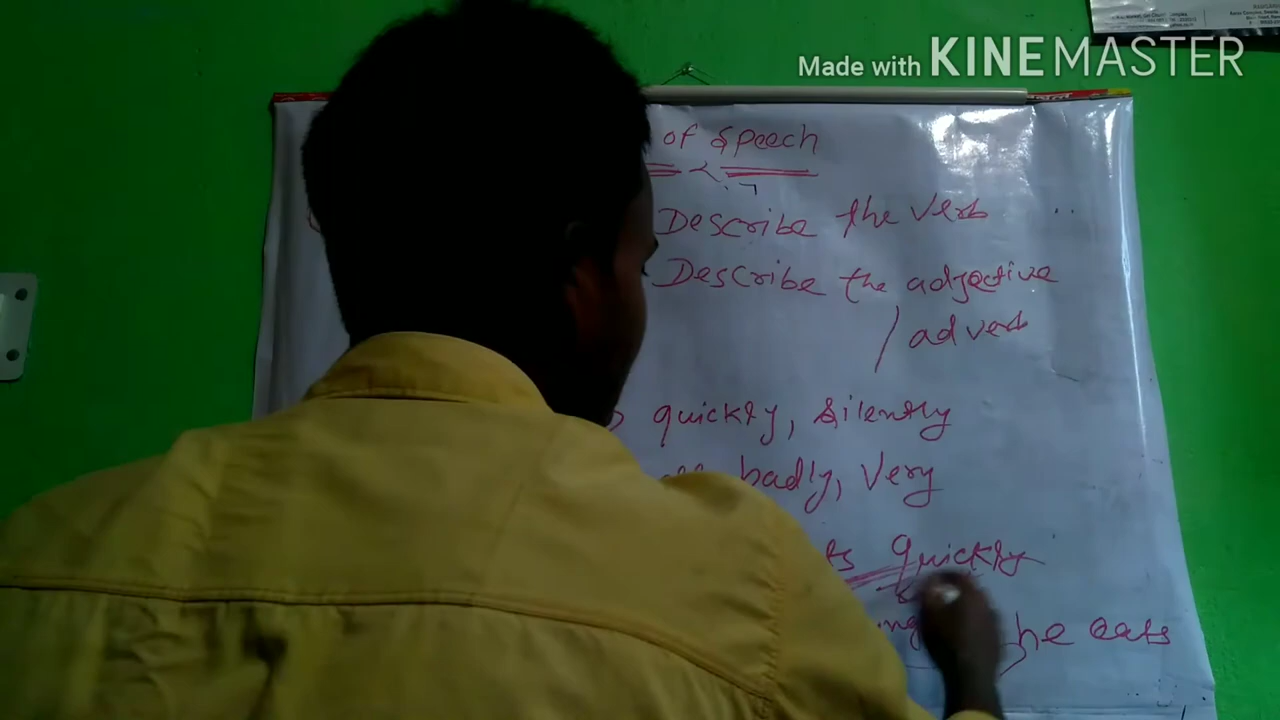 Made with KINEMASTER
of Speech
Describe the verb
Describe the adjective
/ adverb
quickly, Silently
badly, Very
quickly
he eats